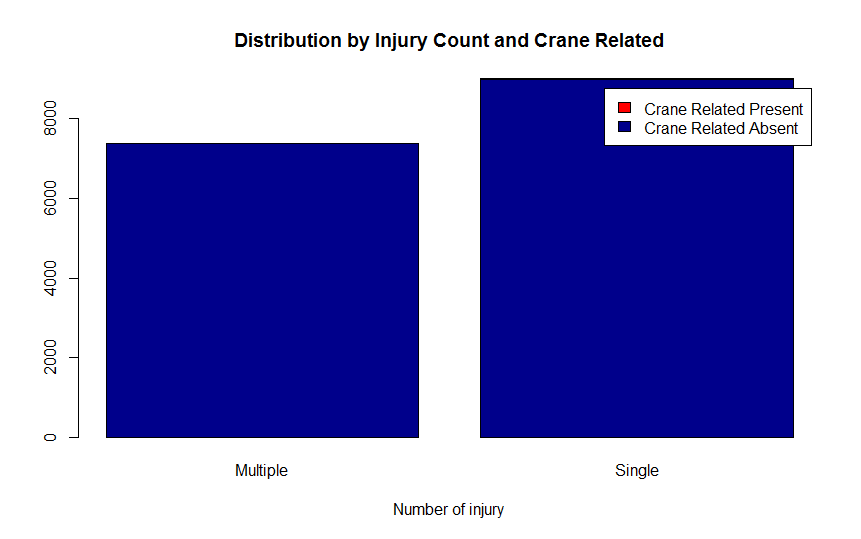 Distribution by Injury Count and Crane Related
Crane Related Present
Crane Related Absent
8000
6000
4000
2000
0
Multiple
Single
Number of injury